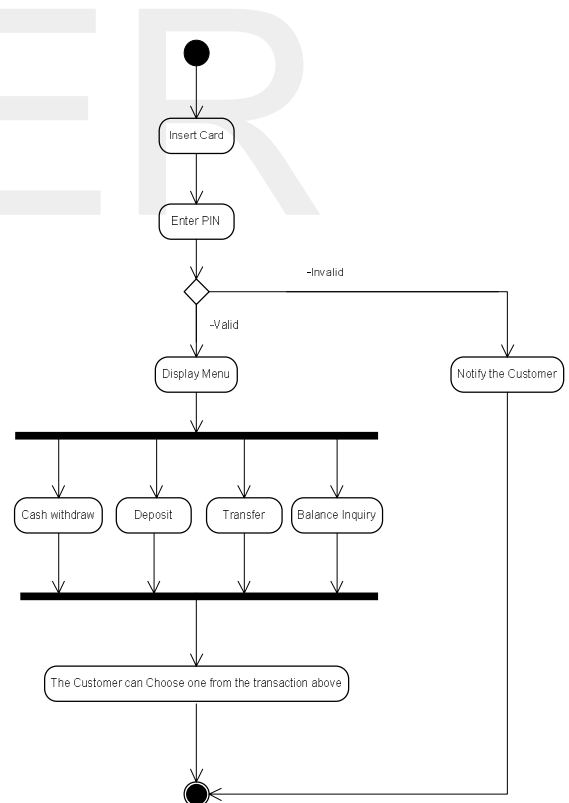 ER
Insert Card
Enter PIN
-Invalid
-Valid
Display Menu
Notify the Customer
Cash withdraw
Deposit
Transfer
Balance Inquiry
The Customer can Choose one from the transaction above